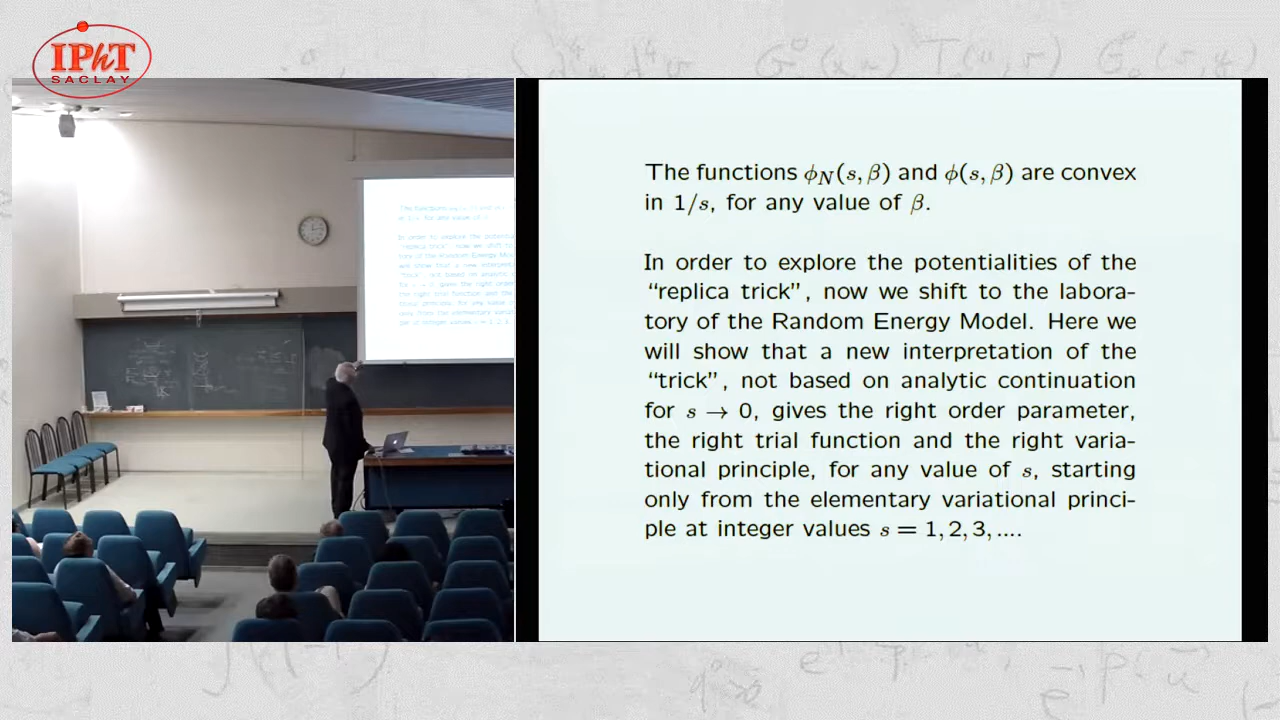 IPhT
SACLAY
The functions ϕ_N(s, β) and ϕ(s, β) are convex
in 1/s, for any value of β.
In order to explore the potentialities of the
“replica trick”, now we shift to the labora-
tory of the Random Energy Model. Here we
will show that a new interpretation of the
“trick”, not based on analytic continuation
for s → 0, gives the right order parameter,
the right trial function and the right varia-
tional principle, for any value of s, starting
only from the elementary variational princi-
ple at integer values s = 1, 2, 3, ....